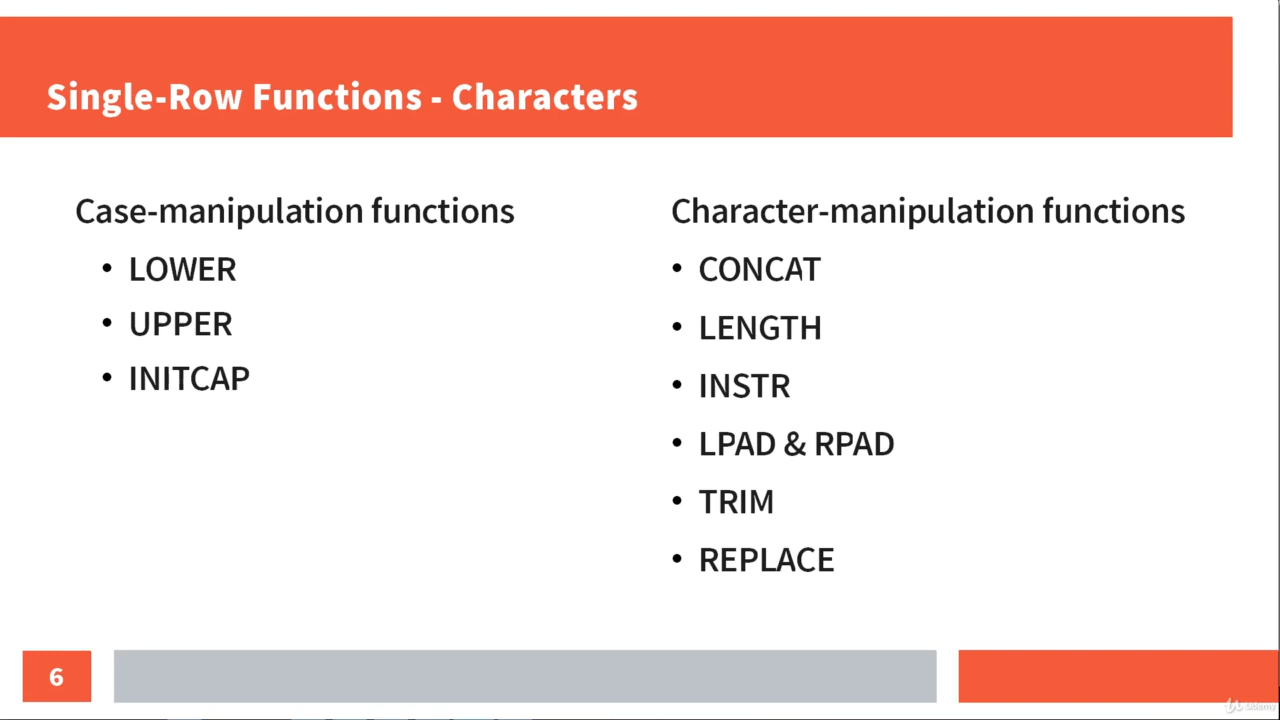 Single-Row Functions - Characters
Case-manipulation functions
• LOWER
• UPPER
• INITCAP
Character-manipulation functions
• CONCAT
• LENGTH
• INSTR
• LPAD & RPAD
• TRIM
• REPLACE
6
Udemy